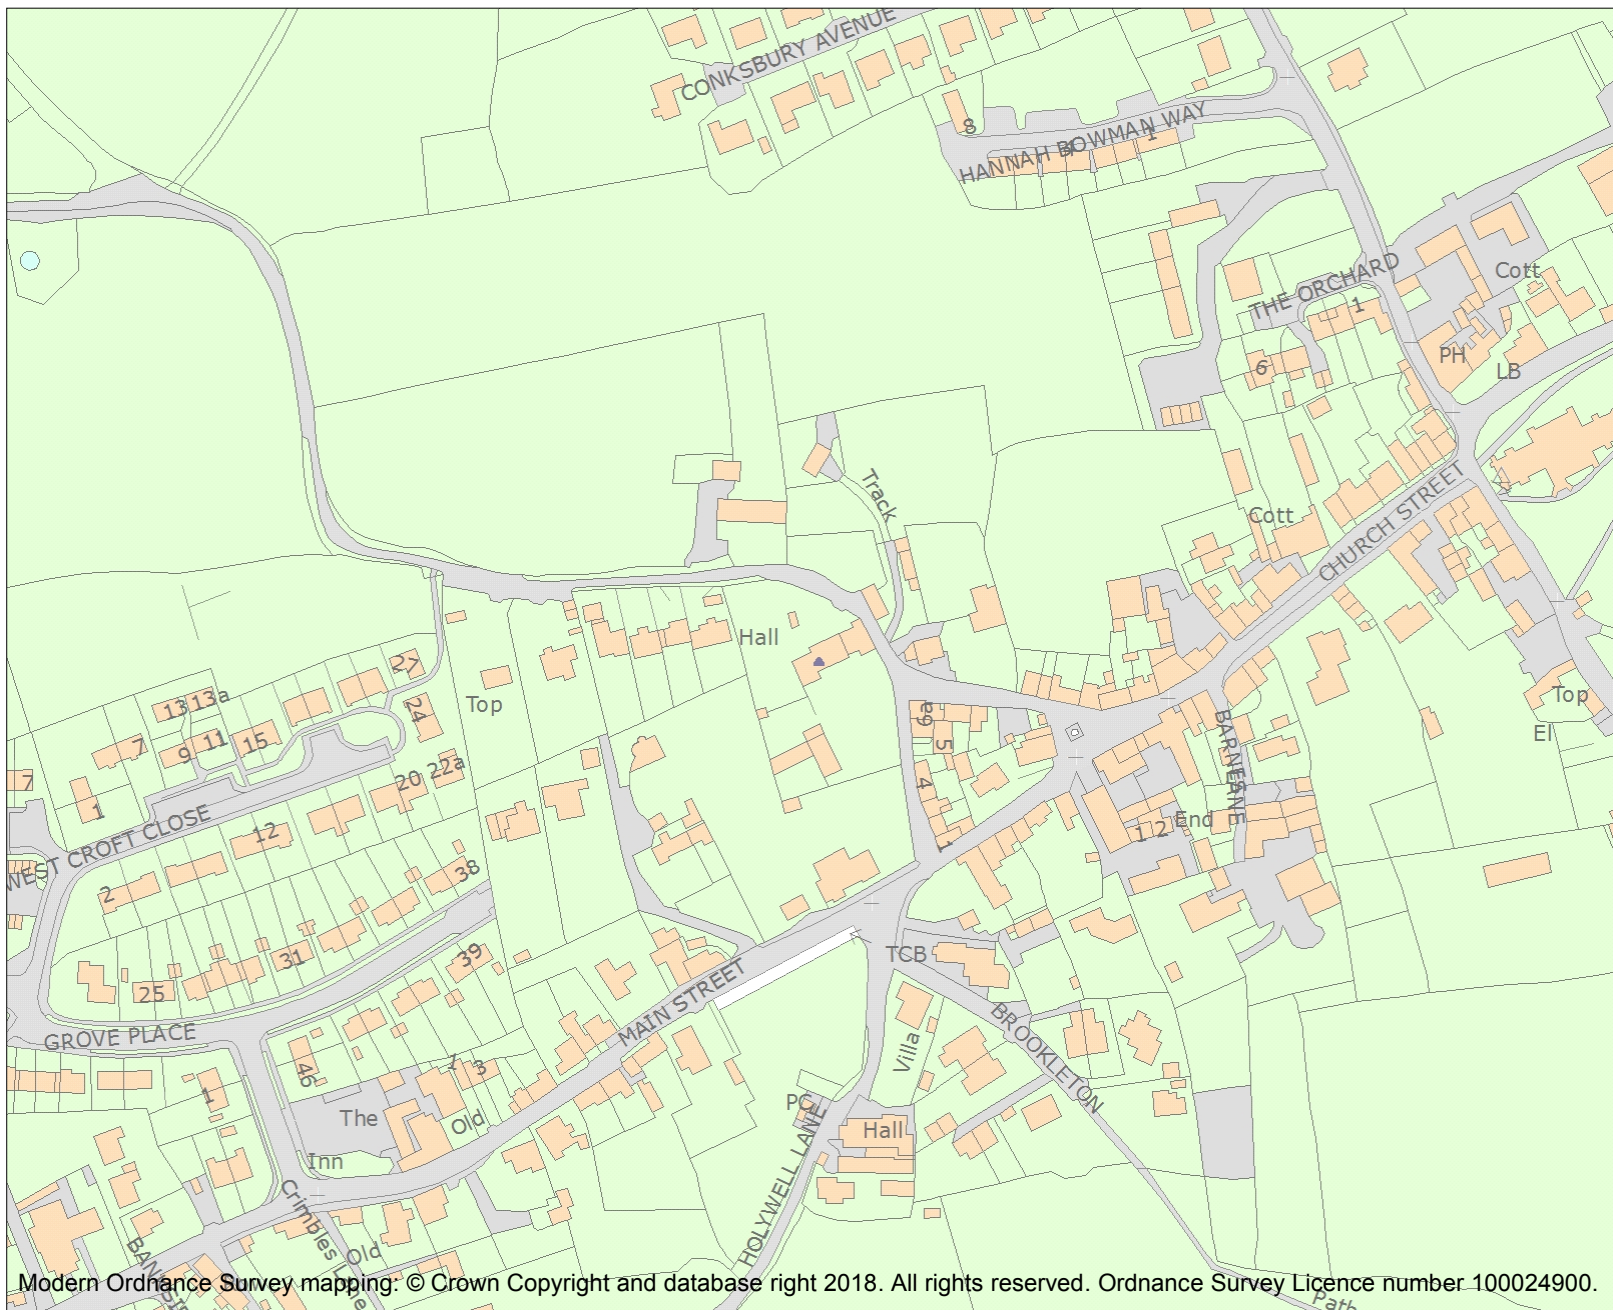 CONKSBURY AVENUE
8
HANNAH BOWMAN WAY
1
THE ORCHARD
1
6
Cott
PH
LB
Track
Cott
CHURCH STREET
Hall
27
13
13a
24
Top
7
9
11
15
7
1
20
22a
WEST CROFT CLOSE
12
2
38
5
4
1
BARNES
LANE
1
2
End
Top
El
31
39
25
TCB
GROVE PLACE
MAIN STREET
BROOKLETON
Villa
46
1
3
1
The
Old
Inn
PC
Hall
HOLYWELL LANE
Crimbles Lane
Old
Path
Modern Ordnance Survey mapping: © Crown Copyright and database right 2018. All rights reserved. Ordnance Survey Licence number 100024900.